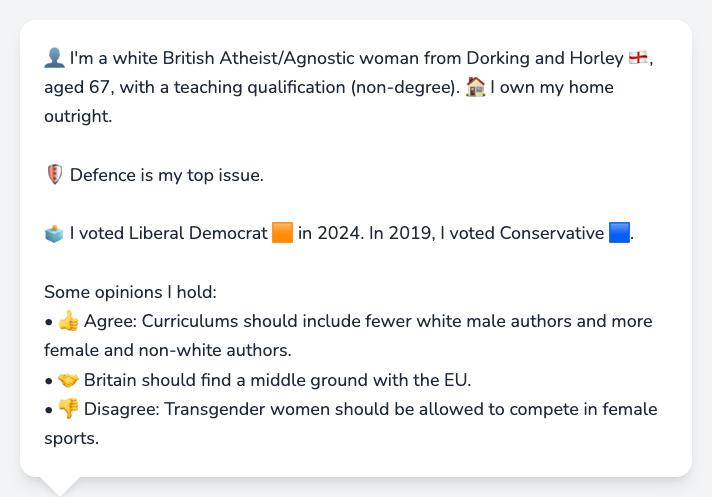 👤 I'm a white British Atheist/Agnostic woman from Dorking and Horley 🏴󠁧󠁢󠁥󠁮󠁧󠁿,
aged 67, with a teaching qualification (non-degree). 🏠 I own my home
outright.
🛡️ Defence is my top issue.
🗳️ I voted Liberal Democrat 🟧 in 2024. In 2019, I voted Conservative 🟦.
Some opinions I hold:
• 👍 Agree: Curriculums should include fewer white male authors and more
female and non-white authors.
• 🤝 Britain should find a middle ground with the EU.
• 👎 Disagree: Transgender women should be allowed to compete in female
sports.